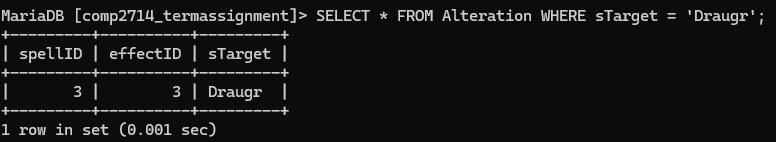 MariaDB [comp2714_termassignment]> SELECT * FROM Alteration WHERE sTarget = 'Draugr';
+---------+----------+---------+
| spellID | effectID | sTarget |
+---------+----------+---------+
|       3 |        3 | Draugr  |
+---------+----------+---------+
1 row in set (0.001 sec)